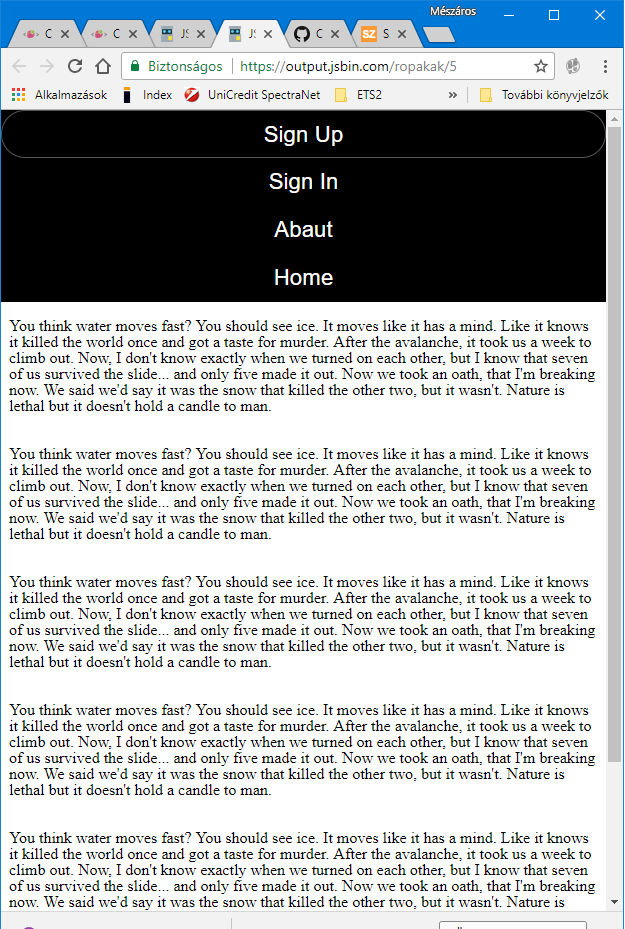 Mészáros
C
C
JS
JS
C
SZ S
Biztonságos https://output.jsbin.com/ropakak/5
Alkalmazások Index UniCredit SpectraNet ETS2 » További könyvjelzők
Sign Up
Sign In
Abaut
Home
You think water moves fast? You should see ice. It moves like it has a mind. Like it knows
it killed the world once and got a taste for murder. After the avalanche, it took us a week to
climb out. Now, I don't know exactly when we turned on each other, but I know that seven
of us survived the slide... and only five made it out. Now we took an oath, that I'm breaking
now. We said we'd say it was the snow that killed the other two, but it wasn't. Nature is
lethal but it doesn't hold a candle to man.
You think water moves fast? You should see ice. It moves like it has a mind. Like it knows
it killed the world once and got a taste for murder. After the avalanche, it took us a week to
climb out. Now, I don't know exactly when we turned on each other, but I know that seven
of us survived the slide... and only five made it out. Now we took an oath, that I'm breaking
now. We said we'd say it was the snow that killed the other two, but it wasn't. Nature is
lethal but it doesn't hold a candle to man.
You think water moves fast? You should see ice. It moves like it has a mind. Like it knows
it killed the world once and got a taste for murder. After the avalanche, it took us a week to
climb out. Now, I don't know exactly when we turned on each other, but I know that seven
of us survived the slide... and only five made it out. Now we took an oath, that I'm breaking
now. We said we'd say it was the snow that killed the other two, but it wasn't. Nature is
lethal but it doesn't hold a candle to man.
You think water moves fast? You should see ice. It moves like it has a mind. Like it knows
it killed the world once and got a taste for murder. After the avalanche, it took us a week to
climb out. Now, I don't know exactly when we turned on each other, but I know that seven
of us survived the slide... and only five made it out. Now we took an oath, that I'm breaking
now. We said we'd say it was the snow that killed the other two, but it wasn't. Nature is
lethal but it doesn't hold a candle to man.
You think water moves fast? You should see ice. It moves like it has a mind. Like it knows
it killed the world once and got a taste for murder. After the avalanche, it took us a week to
climb out. Now, I don't know exactly when we turned on each other, but I know that seven
of us survived the slide... and only five made it out. Now we took an oath, that I'm breaking
now. We said we'd say it was the snow that killed the other two, but it wasn't. Nature is